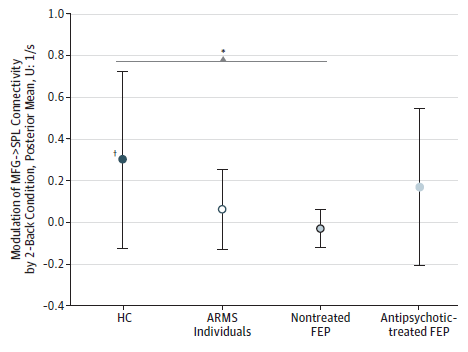 Modulation of MFG->SPL Connectivity
by 2-Back Condition, Posterior Mean, U: 1/s
1.0
0.8
0.6
0.4
0.2
0.0
-0.2
-0.4
*
†
HC
ARMS
Individuals
Nontreated
FEP
Antipsychotic-
treated FEP